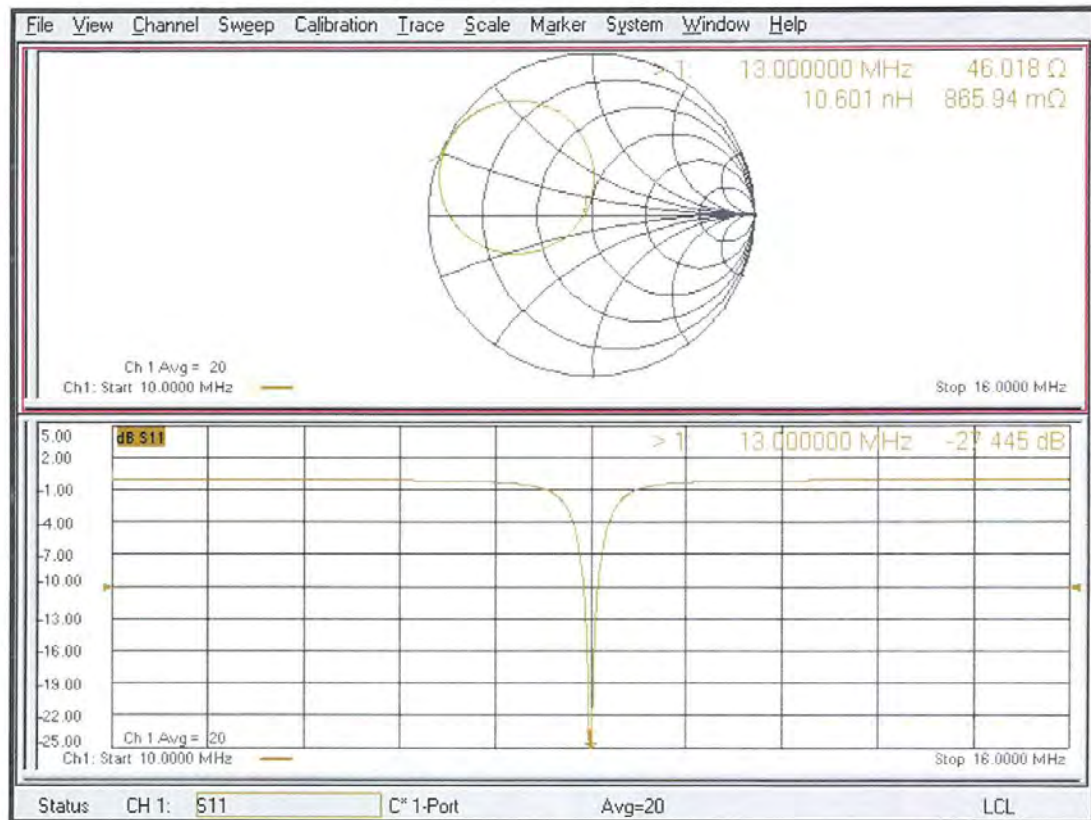 File View Channel Sweep Calibration Trace Scale Marker System Window Help
> 1: 13.000000 MHz 46.018 Ω
10.601 nH 865.94 mΩ
Ch 1 Avg = 20
Ch1: Start 10.0000 MHz
Stop 16.0000 MHz
5.00
dB S11
> 1: 13.000000 MHz -27.445 dB
2.00
-1.00
-4.00
-7.00
-10.00
-13.00
-16.00
-19.00
-22.00
-25.00
Ch 1 Avg = 20
Ch1: Start 10.0000 MHz
Stop 16.0000 MHz
Status CH 1: S11 C* 1-Port Avg=20 LCL